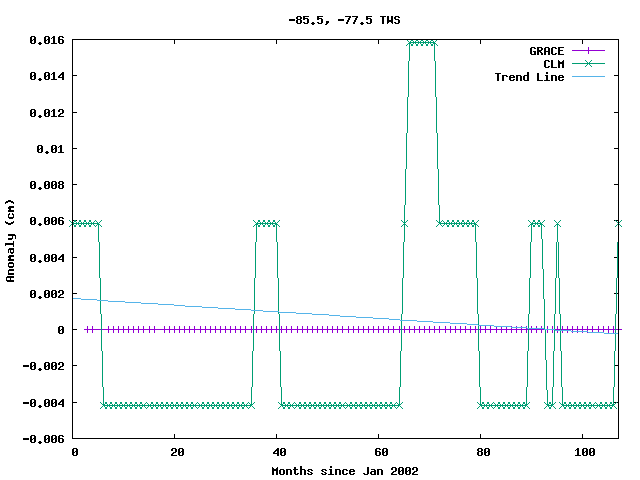 -85.5, -77.5 TWS
0.016
0.014
0.012
0.01
0.008
0.006
0.004
0.002
0
-0.002
-0.004
-0.006
Anomaly (cm)
GRACE
CLM
Trend Line
0 20 40 60 80 100
Months since Jan 2002